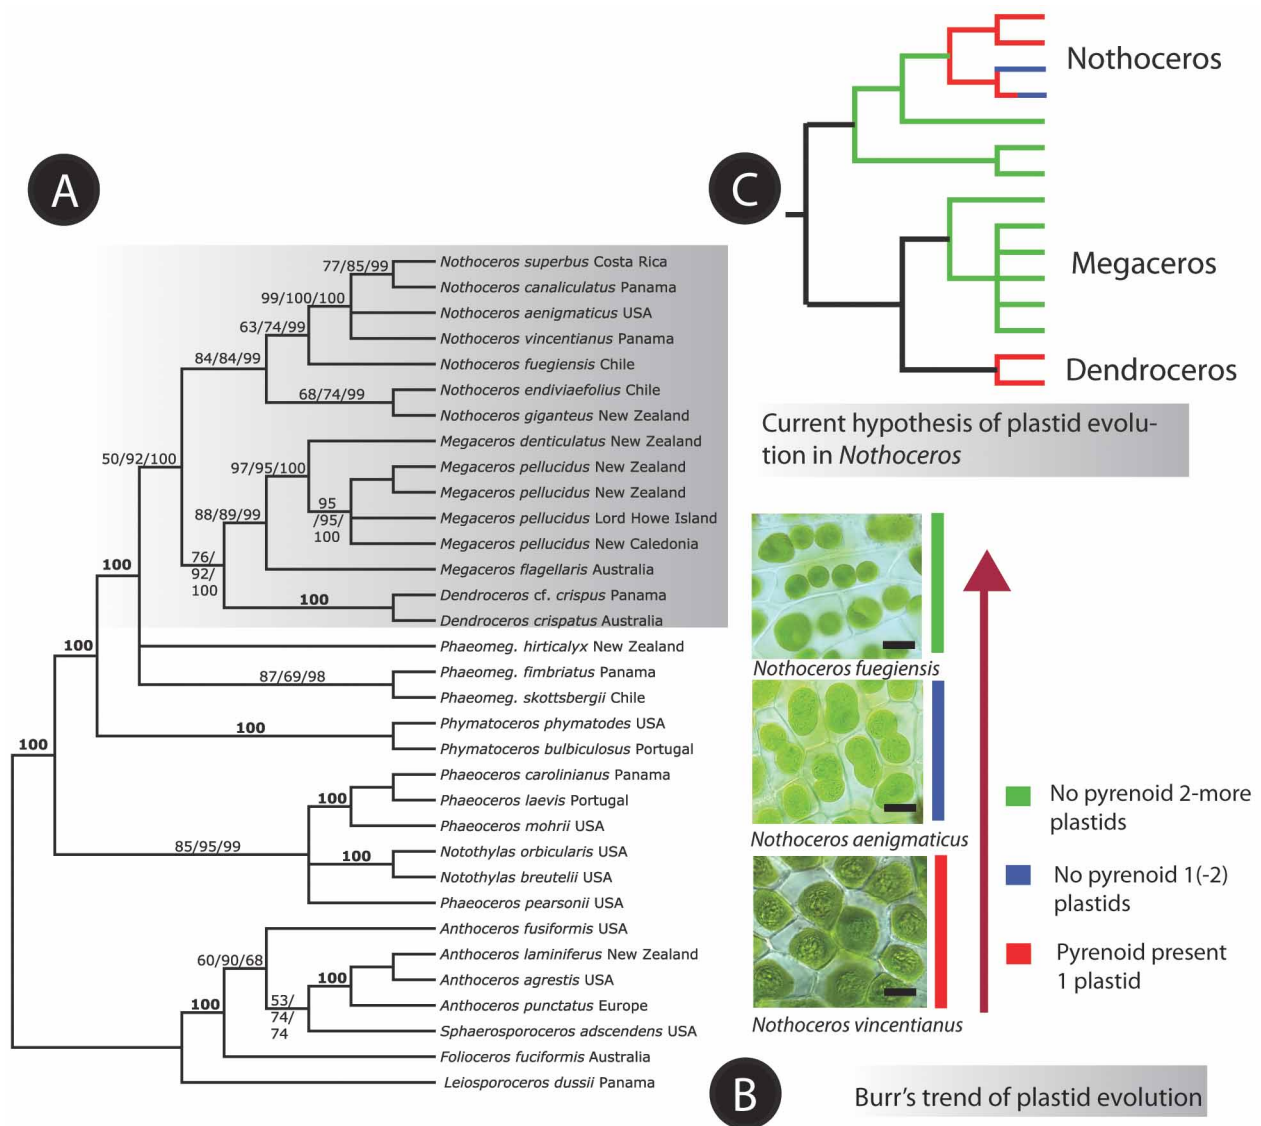 A
77/85/99
Nothoceros superbus Costa Rica
Nothoceros canaliculatus Panama
99/100/100
Nothoceros aenigmaticus USA
63/74/99
Nothoceros vincentianus Panama
84/84/99
Nothoceros fuegiensis Chile
Nothoceros endiviaefolius Chile
68/74/99
Nothoceros giganteus New Zealand
Megaceros denticulatus New Zealand
50/92/100
97/95/100
Megaceros pellucidus New Zealand
Megaceros pellucidus New Zealand
95
/95/
100
Megaceros pellucidus Lord Howe Island
88/89/99
Megaceros pellucidus New Caledonia
76/
92/
100
Megaceros flagellaris Australia
100
Dendroceros cf. crispus Panama
100
Dendroceros crispatus Australia
100
Phaeomeg. hirticalyx New Zealand
87/69/98
Phaeomeg. fimbriatus Panama
Phaeomeg. skottsbergii Chile
100
Phymatoceros phymatodes USA
100
Phymatoceros bulbiculosus Portugal
Phaeoceros carolinianus Panama
100
Phaeoceros laevis Portugal
Phaeoceros mohrii USA
85/95/99
100
Notothylas orbicularis USA
Notothylas breutelii USA
Phaeoceros pearsonii USA
Anthoceros fusiformis USA
60/90/68
Anthoceros laminiferus New Zealand
100
Anthoceros agrestis USA
53/
74/
74
Anthoceros punctatus Europe
100
Sphaerosporoceros adscendens USA
Folioceros fuciformis Australia
Leiosporoceros dussii Panama
C
Nothoceros
Megaceros
Dendroceros
Current hypothesis of plastid evolu-
tion in Nothoceros
Nothoceros fuegiensis
Nothoceros aenigmaticus
Nothoceros vincentianus
No pyrenoid 2-more
plastids
No pyrenoid 1(-2)
plastids
Pyrenoid present
1 plastid
B
Burr's trend of plastid evolution